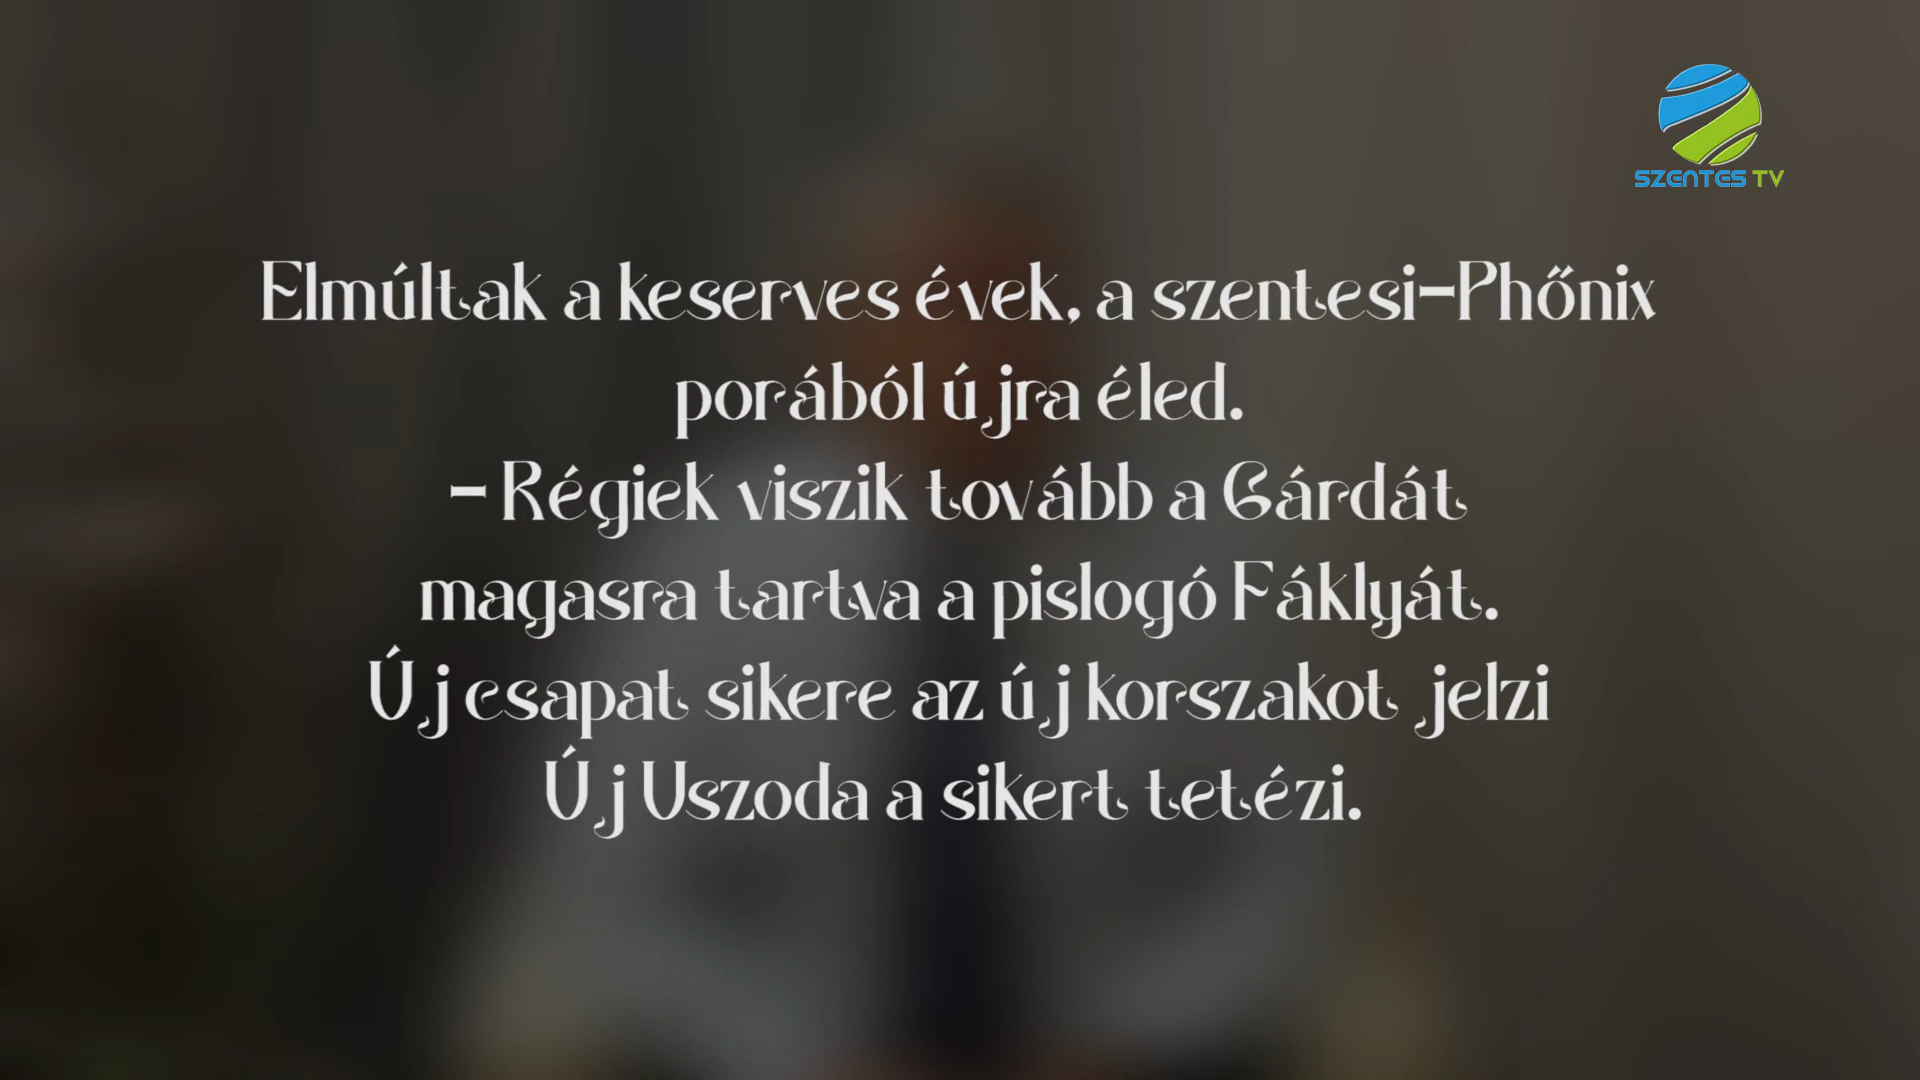 SZENTES TV
Elmúltak a keserves évek, a szentesi-Phőnix
porából újra éled.
- Régiek viszik tovább a Gárdát
magasra tartva a pislogó Fáklyát.
Új csapat sikere az új korszakot jelzi
Új Uszoda a sikert tetézi.